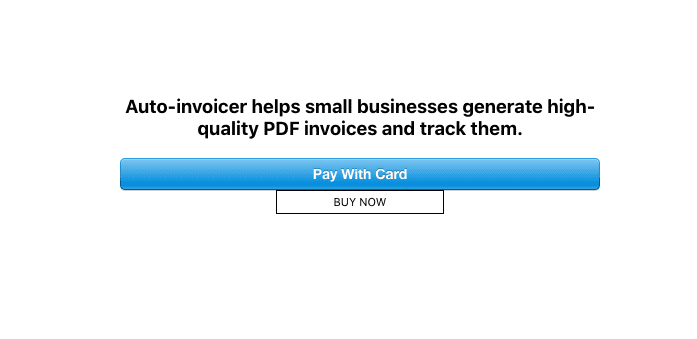 Auto-invoicer helps small businesses generate high-
quality PDF invoices and track them.
Pay With Card
BUY NOW